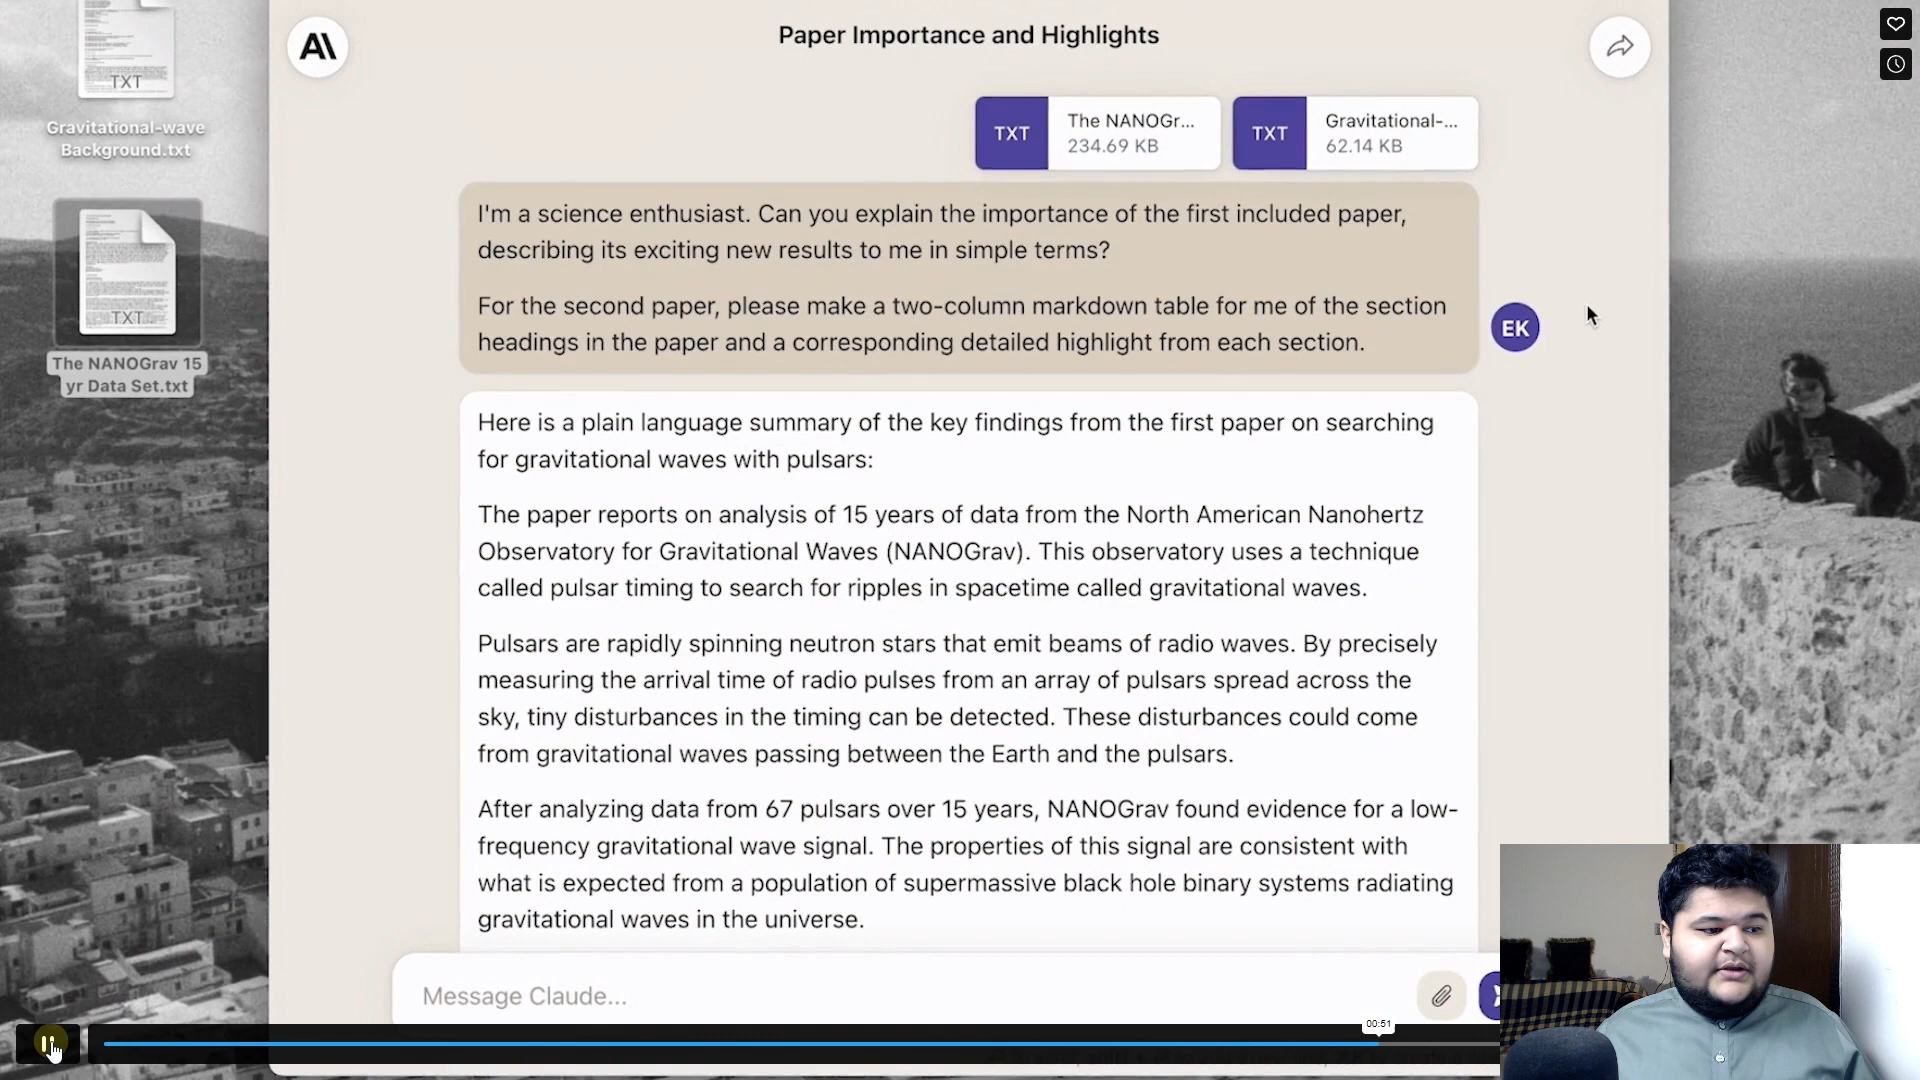 TXT
Gravitational-wave
Background.txt
TXT
The NANOGrav 15
yr Data Set.txt
A\
Paper Importance and Highlights
TXT
The NANOGr...
234.69 KB
TXT
Gravitational-...
62.14 KB
I'm a science enthusiast. Can you explain the importance of the first included paper,
describing its exciting new results to me in simple terms?
For the second paper, please make a two-column markdown table for me of the section
headings in the paper and a corresponding detailed highlight from each section.
EK
Here is a plain language summary of the key findings from the first paper on searching
for gravitational waves with pulsars:
The paper reports on analysis of 15 years of data from the North American Nanohertz
Observatory for Gravitational Waves (NANOGrav). This observatory uses a technique
called pulsar timing to search for ripples in spacetime called gravitational waves.
Pulsars are rapidly spinning neutron stars that emit beams of radio waves. By precisely
measuring the arrival time of radio pulses from an array of pulsars spread across the
sky, tiny disturbances in the timing can be detected. These disturbances could come
from gravitational waves passing between the Earth and the pulsars.
After analyzing data from 67 pulsars over 15 years, NANOGrav found evidence for a low-
frequency gravitational wave signal. The properties of this signal are consistent with
what is expected from a population of supermassive black hole binary systems radiating
gravitational waves in the universe.
Message Claude...
00:51